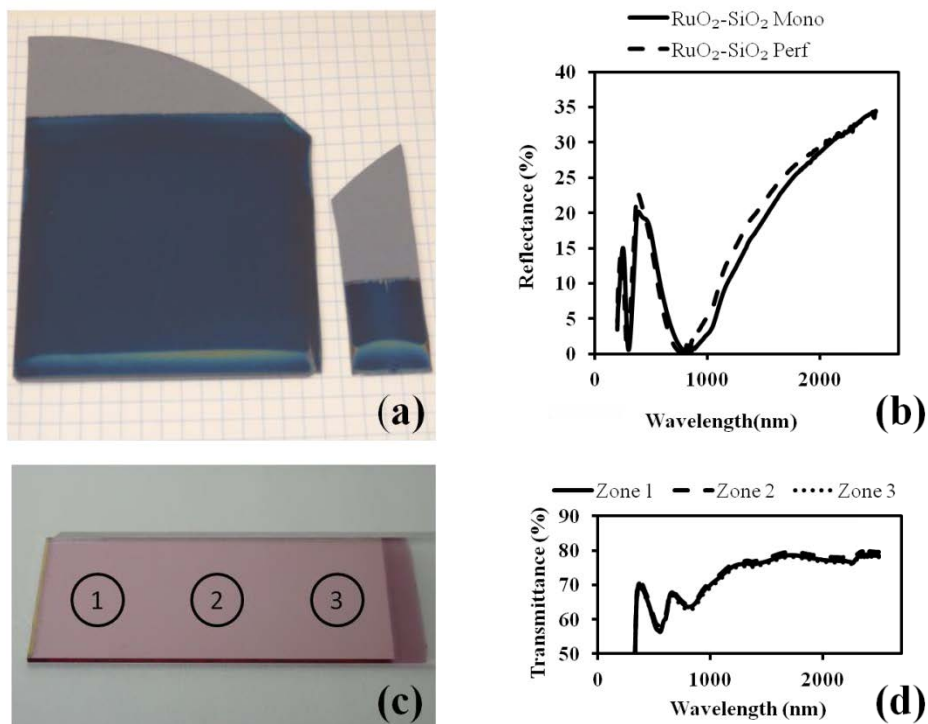 (a)
RuO₂-SiO₂ Mono
RuO₂-SiO₂ Perf
40
35
30
25
20
15
10
5
0
0 1000 2000
Reflectance (%)
Wavelength(nm)
(b)
1 2 3
(c)
Zone 1 Zone 2 Zone 3
90
80
70
60
50
0 1000 2000
Transmittance (%)
Wavelength (nm)
(d)